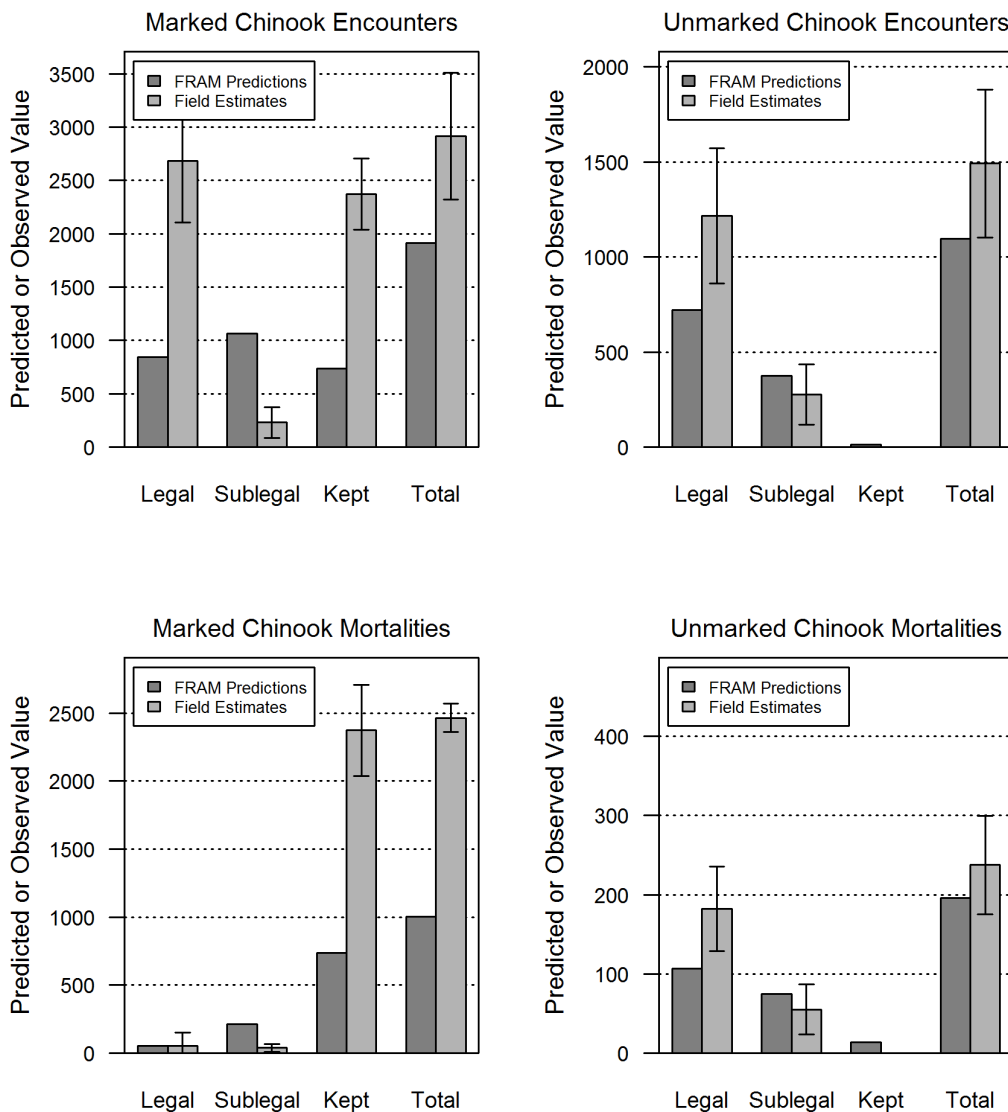 Marked Chinook Encounters
Predicted or Observed Value
3500
3000
2500
2000
1500
1000
500
0
FRAM Predictions
Field Estimates
Legal Sublegal Kept Total
Unmarked Chinook Encounters
Predicted or Observed Value
2000
1500
1000
500
0
FRAM Predictions
Field Estimates
Legal Sublegal Kept Total
Marked Chinook Mortalities
Predicted or Observed Value
2500
2000
1500
1000
500
0
FRAM Predictions
Field Estimates
Legal Sublegal Kept Total
Unmarked Chinook Mortalities
Predicted or Observed Value
400
300
200
100
0
FRAM Predictions
Field Estimates
Legal Sublegal Kept Total